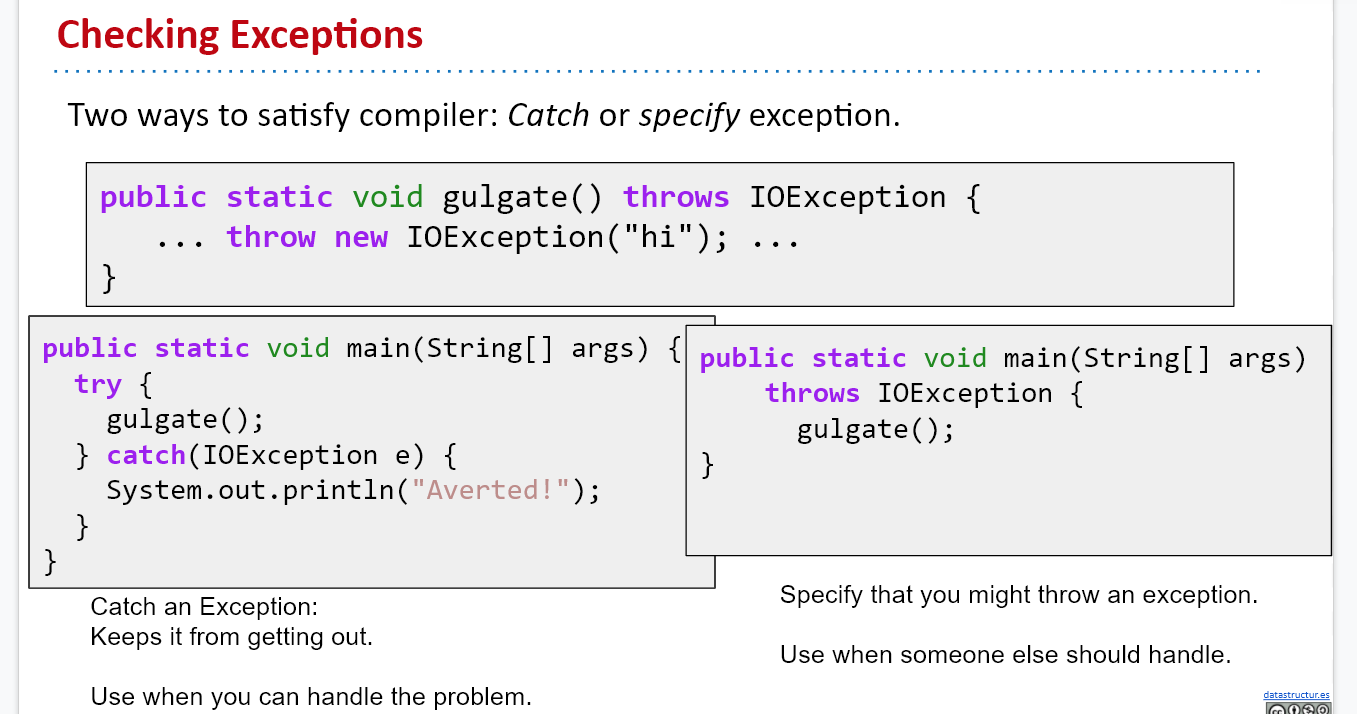 Checking Exceptions
Two ways to satisfy compiler: Catch or specify exception.
public static void gulgate() throws IOException {
... throw new IOException("hi"); ...
}
public static void main(String[] args) {
try {
gulgate();
} catch(IOException e) {
System.out.println("Averted!");
}
}
public static void main(String[] args)
throws IOException {
gulgate();
}
Catch an Exception:
Keeps it from getting out.
Use when you can handle the problem.
Specify that you might throw an exception.
Use when someone else should handle.
datastructur.es